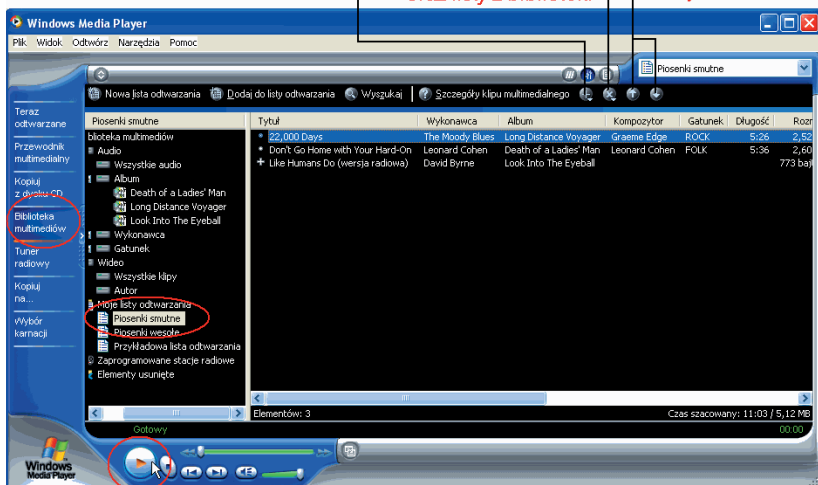 oraz listy z biblioteki
Windows Media Player
Plik Widok Odtwórz Narzędzia Pomoc
Piosenki smutne
Nowa lista odtwarzania Dodaj do listy odtwarzania Wyszukaj Szczegóły klipu multimedialnego
Teraz
odtwarzane
Przewodnik
multimedialny
Kopiuj
z dysku CD
Biblioteka
multimediów
Tuner
radiowy
Kopiuj
na...
Wybór
karnacji
Piosenki smutne
blioteka multimediów
Audio
Wszystkie audio
Album
Death of a Ladies' Man
Long Distance Voyager
Look Into The Eyeball
Wykonawca
Gatunek
Wideo
Wszystkie klipy
Autor
Moje listy odtwarzania
Piosenki smutne
Piosenki wesołe
Przykładowa lista odtwarzania
Zaprogramowane stacje radiowe
Elementy usunięte
Tytuł Wykonawca Album Kompozytor Gatunek Długość Rozm
22,000 Days The Moody Blues Long Distance Voyager Graeme Edge ROCK 5:26 2,52
Don't Go Home with Your Hard-On Leonard Cohen Death of a Ladies' Man Leonard Cohen FOLK 5:36 2,60
Like Humans Do (wersja radiowa) David Byrne Look Into The Eyeball 773 baj
Elementów: 3 Czas szacowany: 11:03 / 5,12 MB
Gotowy 00:00
Windows
Media Player